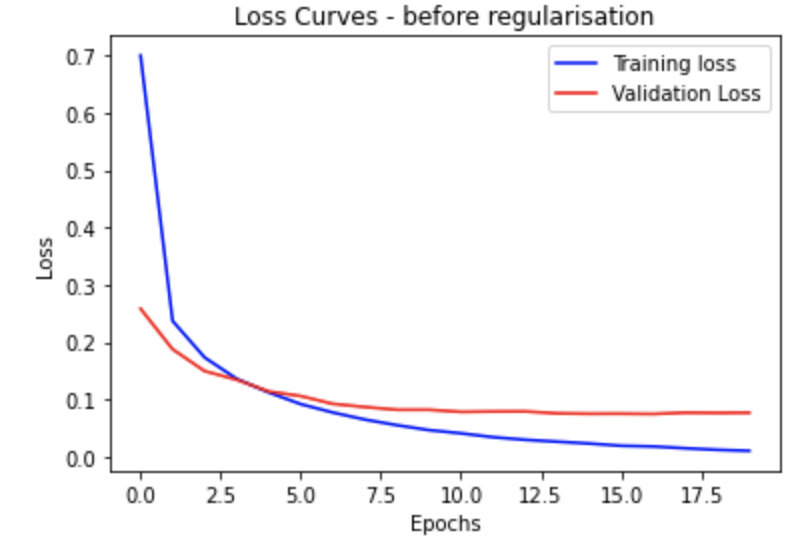 Loss Curves - before regularisation
Training loss
Validation Loss
0.7
0.6
0.5
0.4
0.3
0.2
0.1
0.0
Loss
0.0 2.5 5.0 7.5 10.0 12.5 15.0 17.5
Epochs